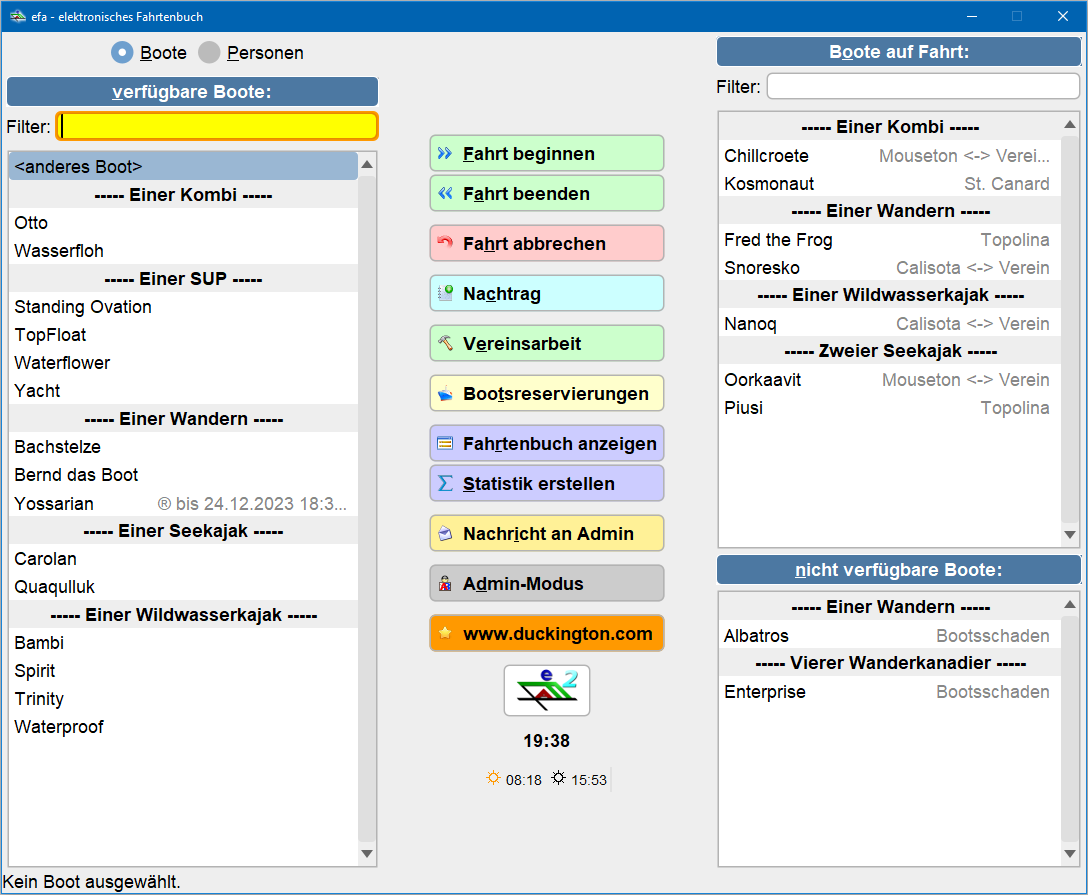 efa - elektronisches Fahrtenbuch
Boote Personen
verfügbare Boote:
Filter:
<anderes Boot>
----- Einer Kombi -----
Otto
Wasserfloh
----- Einer SUP -----
Standing Ovation
TopFloat
Waterflower
Yacht
----- Einer Wandern -----
Bachstelze
Bernd das Boot
Yossarian ® bis 24.12.2023 18:3...
----- Einer Seekajak -----
Carolan
Quaqulluk
----- Einer Wildwasserkajak -----
Bambi
Spirit
Trinity
Waterproof
Fahrt beginnen
Fahrt beenden
Fahrt abbrechen
Nachtrag
Vereinsarbeit
Bootsreservierungen
Fahrtenbuch anzeigen
Statistik erstellen
Nachricht an Admin
Admin-Modus
www.duckington.com
e 2
19:38
08:18 15:53
Boote auf Fahrt:
Filter:
----- Einer Kombi -----
Chillcroete Mouseton <-> Verei...
Kosmonaut St. Canard
----- Einer Wandern -----
Fred the Frog Topolina
Snoresko Calisota <-> Verein
----- Einer Wildwasserkajak -----
Nanoq Calisota <-> Verein
----- Zweier Seekajak -----
Oorkaavit Mouseton <-> Verein
Piusi Topolina
nicht verfügbare Boote:
----- Einer Wandern -----
Albatros Bootsschaden
----- Vierer Wanderkanadier -----
Enterprise Bootsschaden
Kein Boot ausgewählt.